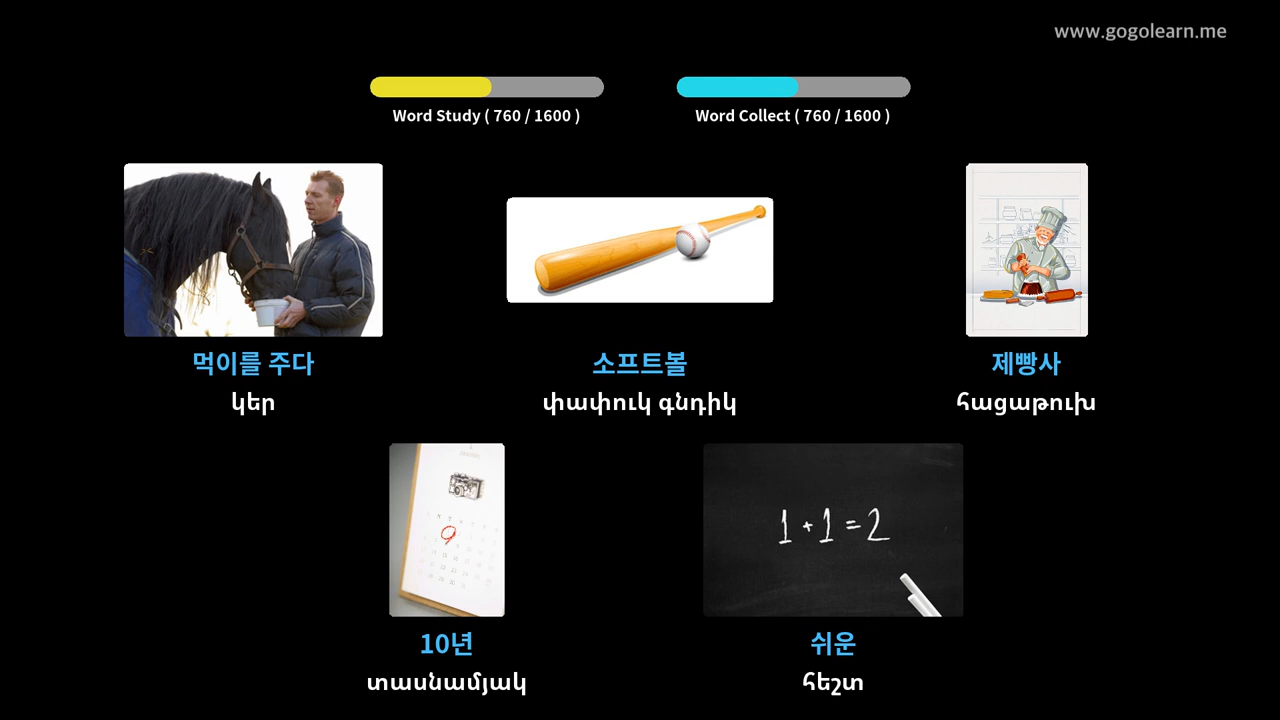 www.gogolearn.me
Word Study ( 760 / 1600 )
Word Collect ( 760 / 1600 )
먹이를 주다
կեր
소프트볼
փափուկ գնդիկ
제빵사
հացաթուխ
1 + 1 = 2
10년
տասնամյակ
쉬운
հեշտ